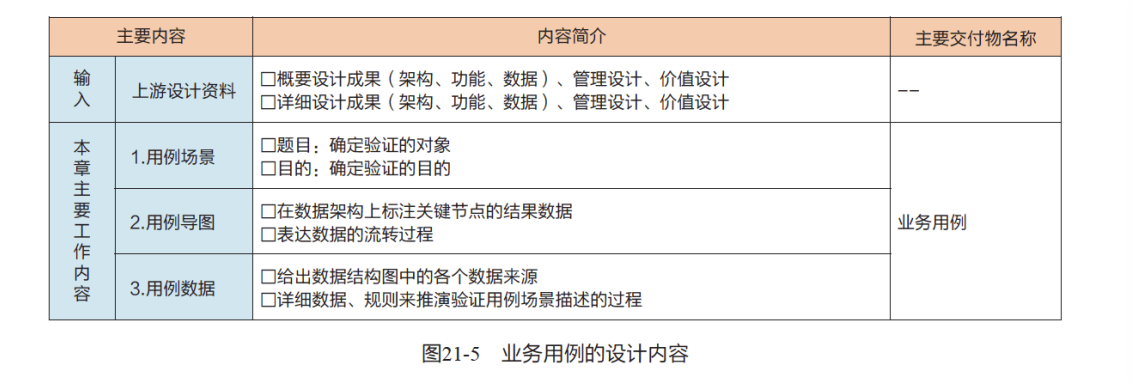 主要内容
内容简介
主要交付物名称
输入
上游设计资料
□概要设计成果（架构、功能、数据）、管理设计、价值设计
□详细设计成果（架构、功能、数据）、管理设计、价值设计
--
本章主要工作内容
1.用例场景
□题目：确定验证的对象
□目的：确定验证的目的
2.用例导图
□在数据架构上标注关键节点的结果数据
□表达数据的流转过程
3.用例数据
□给出数据结构图中的各个数据来源
□详细数据、规则来推演验证用例场景描述的过程
业务用例
图21-5 业务用例的设计内容